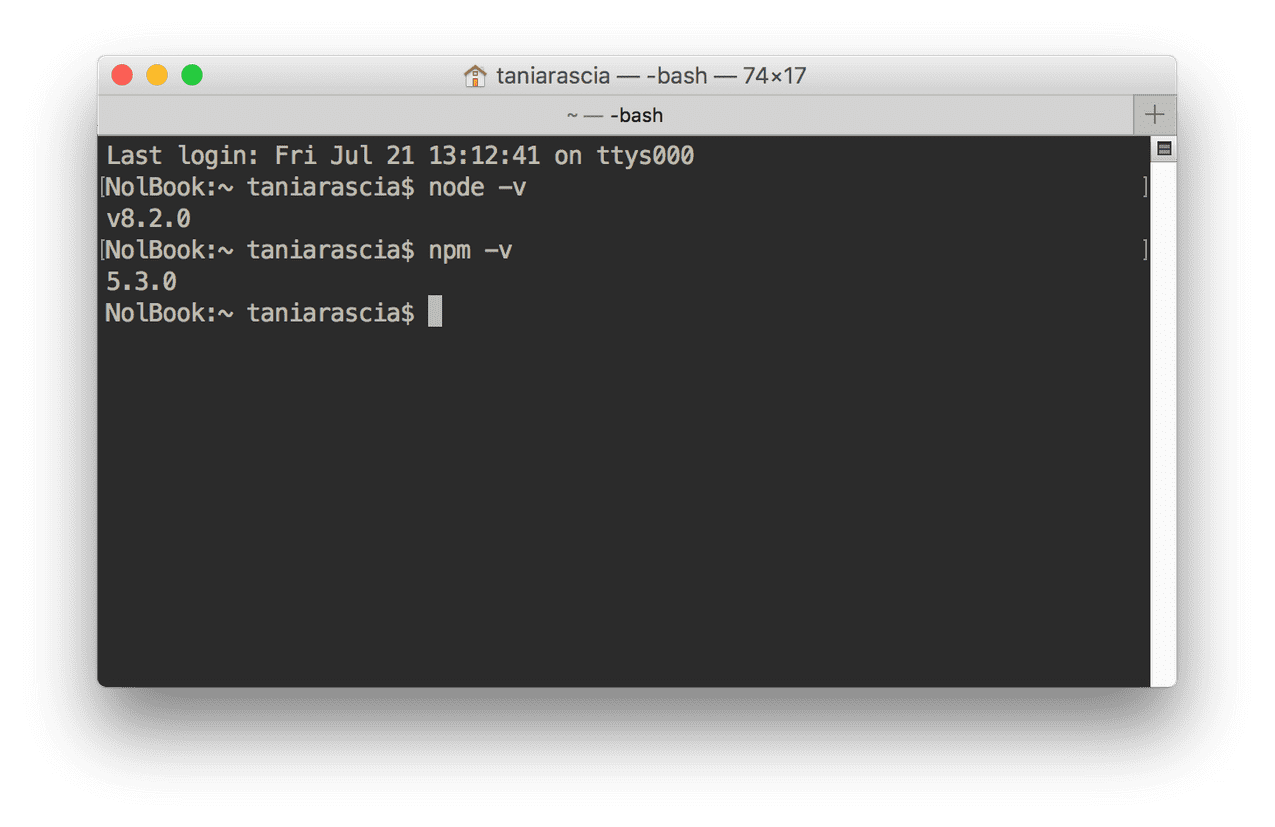 taniarascia — -bash — 74×17
~ — -bash
Last login: Fri Jul 21 13:12:41 on ttys000
[NolBook:~ taniarascia$ node -v ]
v8.2.0
[NolBook:~ taniarascia$ npm -v ]
5.3.0
NolBook:~ taniarascia$